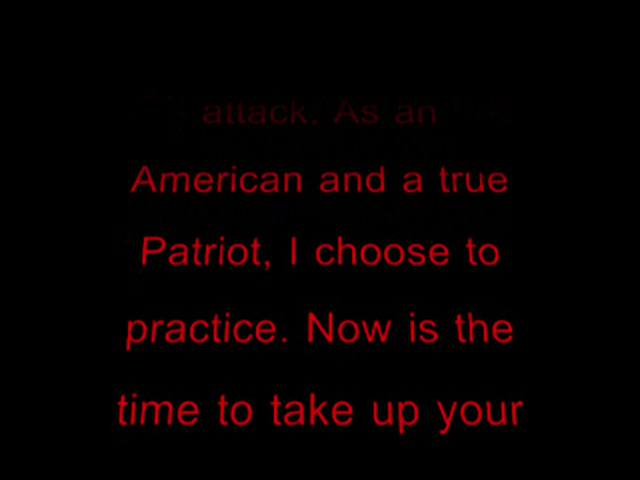 attack. As an
American and a true
Patriot, I choose to
practice. Now is the
time to take up your